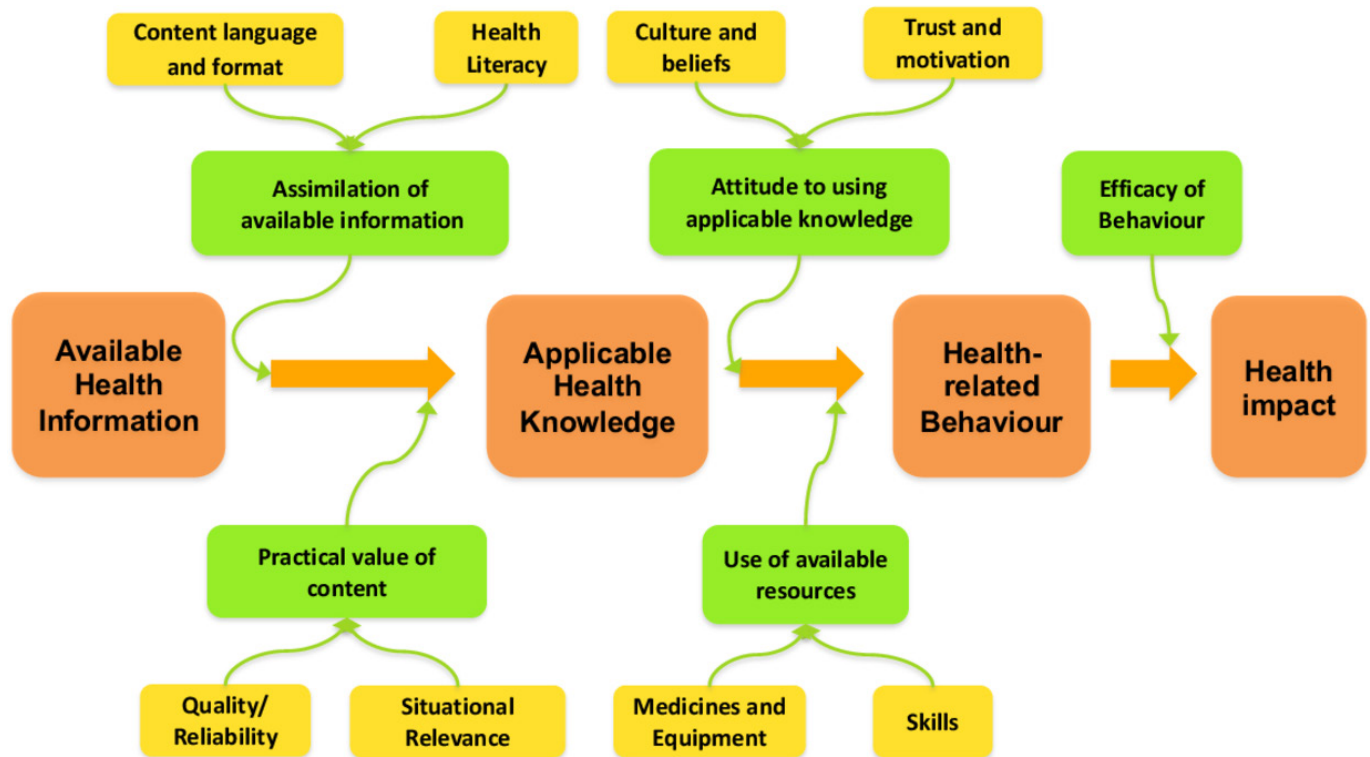 Content language
and format
Health
Literacy
Culture and
beliefs
Trust and
motivation
Assimilation of
available information
Attitude to using
applicable knowledge
Efficacy of
Behaviour
Available
Health
Information
Applicable
Health
Knowledge
Health-
related
Behaviour
Health
impact
Practical value of
content
Use of available
resources
Quality/
Reliability
Situational
Relevance
Medicines and
Equipment
Skills